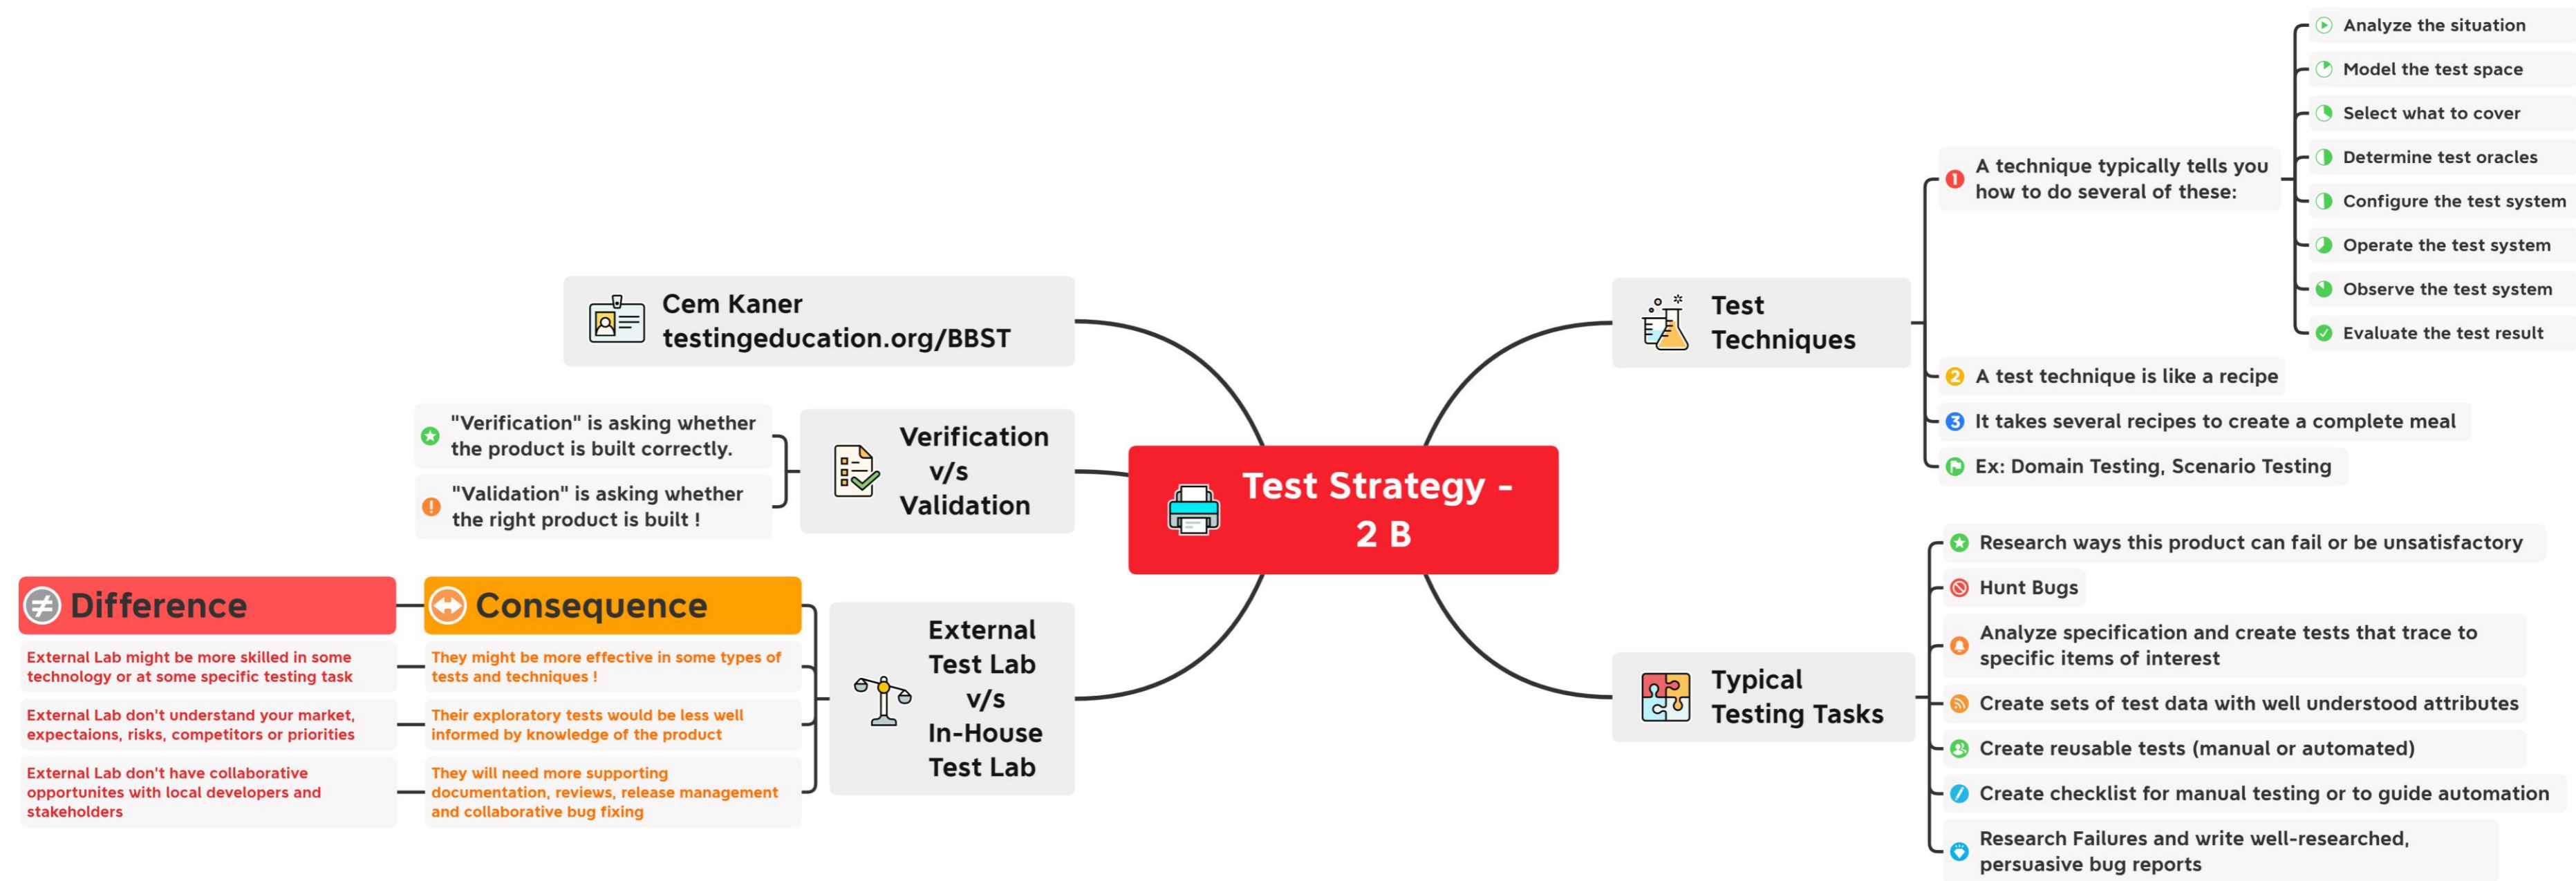 Test Strategy -
2 B
Cem Kaner
testingeducation.org/BBST
Verification
v/s
Validation
"Verification" is asking whether
the product is built correctly.
"Validation" is asking whether
the right product is built !
External
Test Lab
v/s
In-House
Test Lab
Difference
Consequence
External Lab might be more skilled in some
technology or at some specific testing task
They might be more effective in some types of
tests and techniques !
External Lab don't understand your market,
expectaions, risks, competitors or priorities
Their exploratory tests would be less well
informed by knowledge of the product
External Lab don't have collaborative
opportunites with local developers and
stakeholders
They will need more supporting
documentation, reviews, release management
and collaborative bug fixing
Test
Techniques
1
A technique typically tells you
how to do several of these:
Analyze the situation
Model the test space
Select what to cover
Determine test oracles
Configure the test system
Operate the test system
Observe the test system
Evaluate the test result
2
A test technique is like a recipe
3
It takes several recipes to create a complete meal
Ex: Domain Testing, Scenario Testing
Typical
Testing Tasks
Research ways this product can fail or be unsatisfactory
Hunt Bugs
Analyze specification and create tests that trace to
specific items of interest
Create sets of test data with well understood attributes
Create reusable tests (manual or automated)
Create checklist for manual testing or to guide automation
Research Failures and write well-researched,
persuasive bug reports